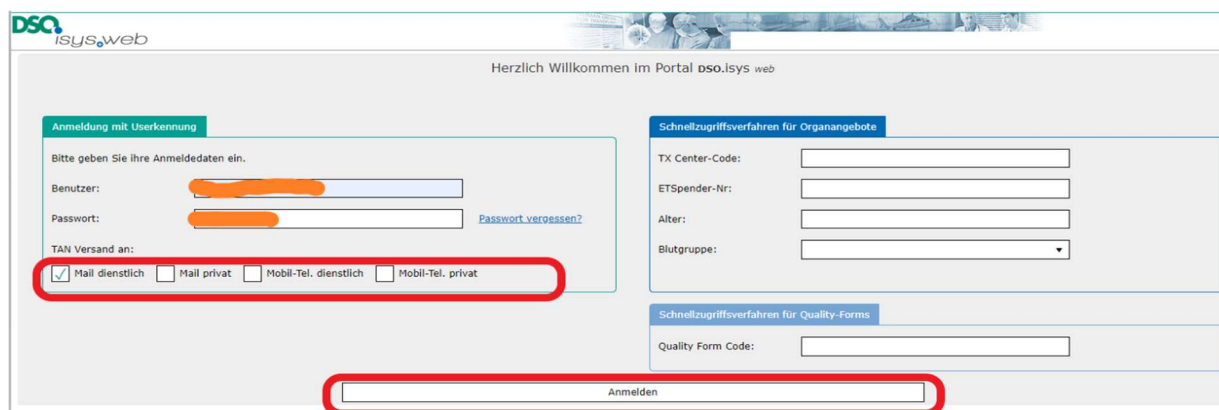 DSO
isys.web
Herzlich Willkommen im Portal DSO.isys web
Anmeldung mit Userkennung
Bitte geben Sie ihre Anmeldedaten ein.
Benutzer:
Passwort:
Passwort vergessen?
TAN Versand an:
Mail dienstlich
Mail privat
Mobil-Tel. dienstlich
Mobil-Tel. privat
Schnellzugriffsverfahren für Organangebote
TX Center-Code:
ETSpender-Nr:
Alter:
Blutgruppe:
Schnellzugriffsverfahren für Quality-Forms
Quality Form Code:
Anmelden